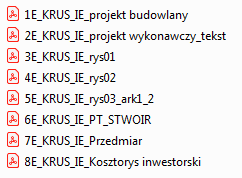 1E_KRUS_IE_projekt budowlany
2E_KRUS_IE_projekt wykonawczy_tekst
3E_KRUS_IE_rys01
4E_KRUS_IE_rys02
5E_KRUS_IE_rys03_ark1_2
6E_KRUS_IE_PT_STWOIR
7E_KRUS_IE_Przedmiar
8E_KRUS_IE_Kosztorys inwestorski